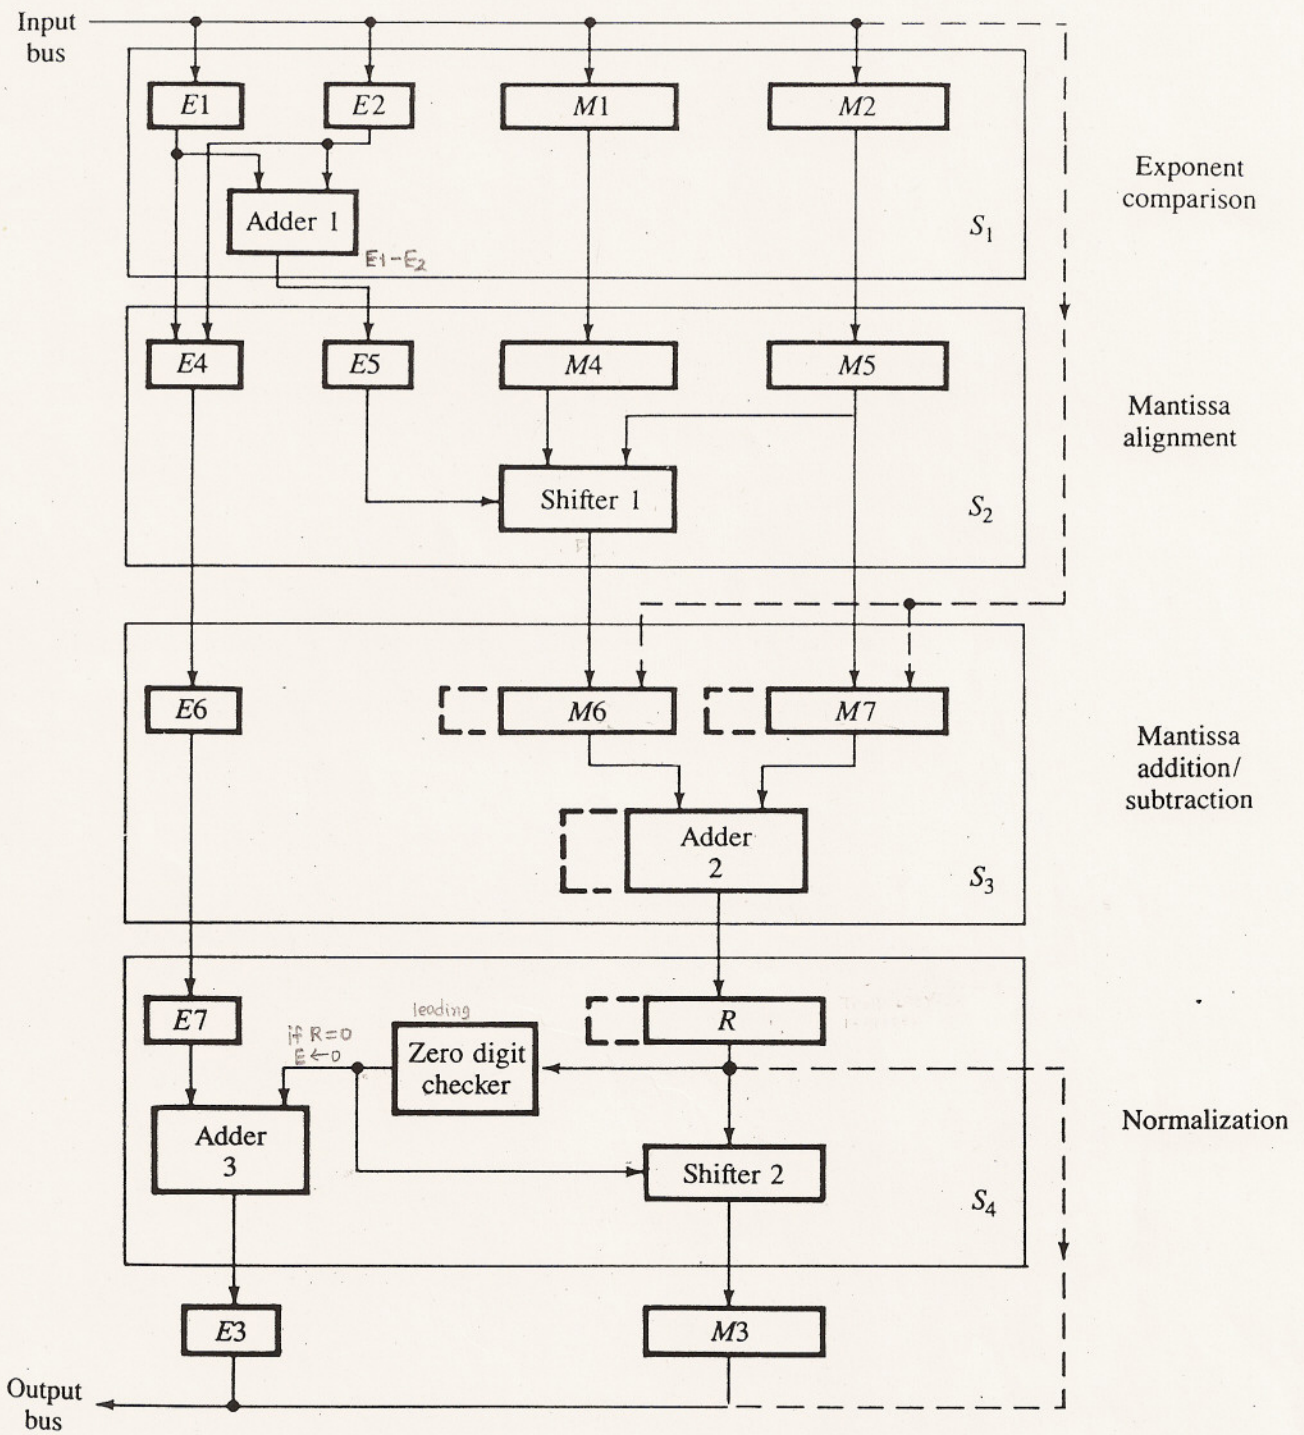 Input
bus
E1
E2
M1
M2
Adder 1
E1-E2
S1
Exponent
comparison
E4
E5
M4
M5
Shifter 1
S2
Mantissa
alignment
E6
M6
M7
Adder
2
S3
Mantissa
addition/
subtraction
E7
if R=0
E←0
leading
Zero digit
checker
R
Adder
3
Shifter 2
S4
Normalization
E3
M3
Output
bus